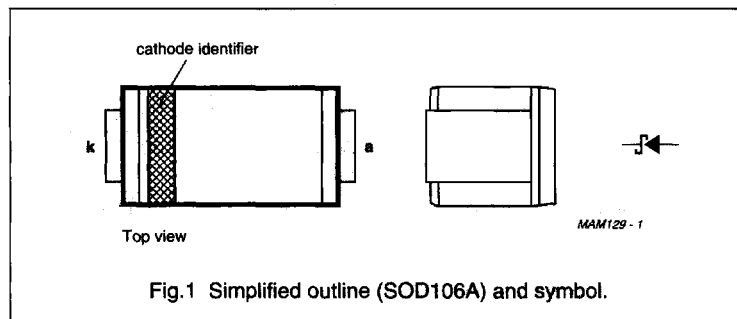 cathode identifier
k
a
Top view
MAM129 - 1
Fig.1 Simplified outline (SOD106A) and symbol.